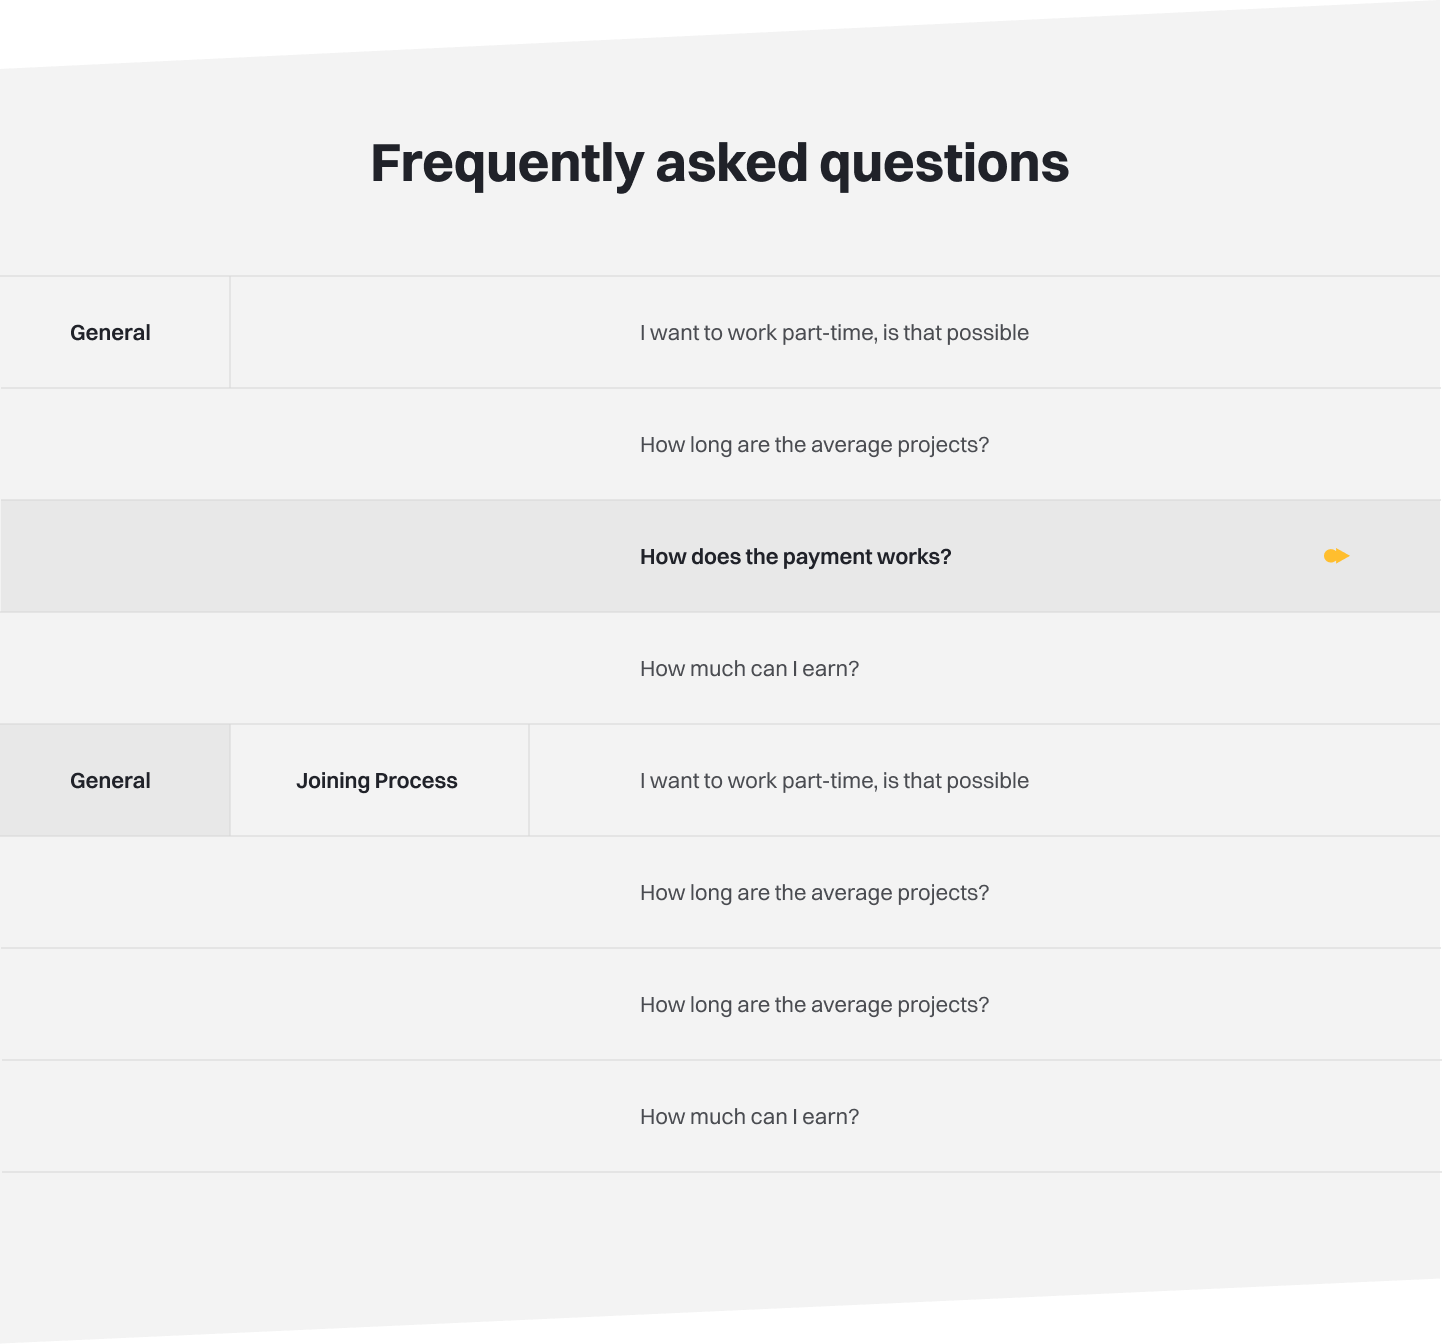 Frequently asked questions
General
I want to work part-time, is that possible
How long are the average projects?
How does the payment works?
How much can I earn?
General
Joining Process
I want to work part-time, is that possible
How long are the average projects?
How long are the average projects?
How much can I earn?